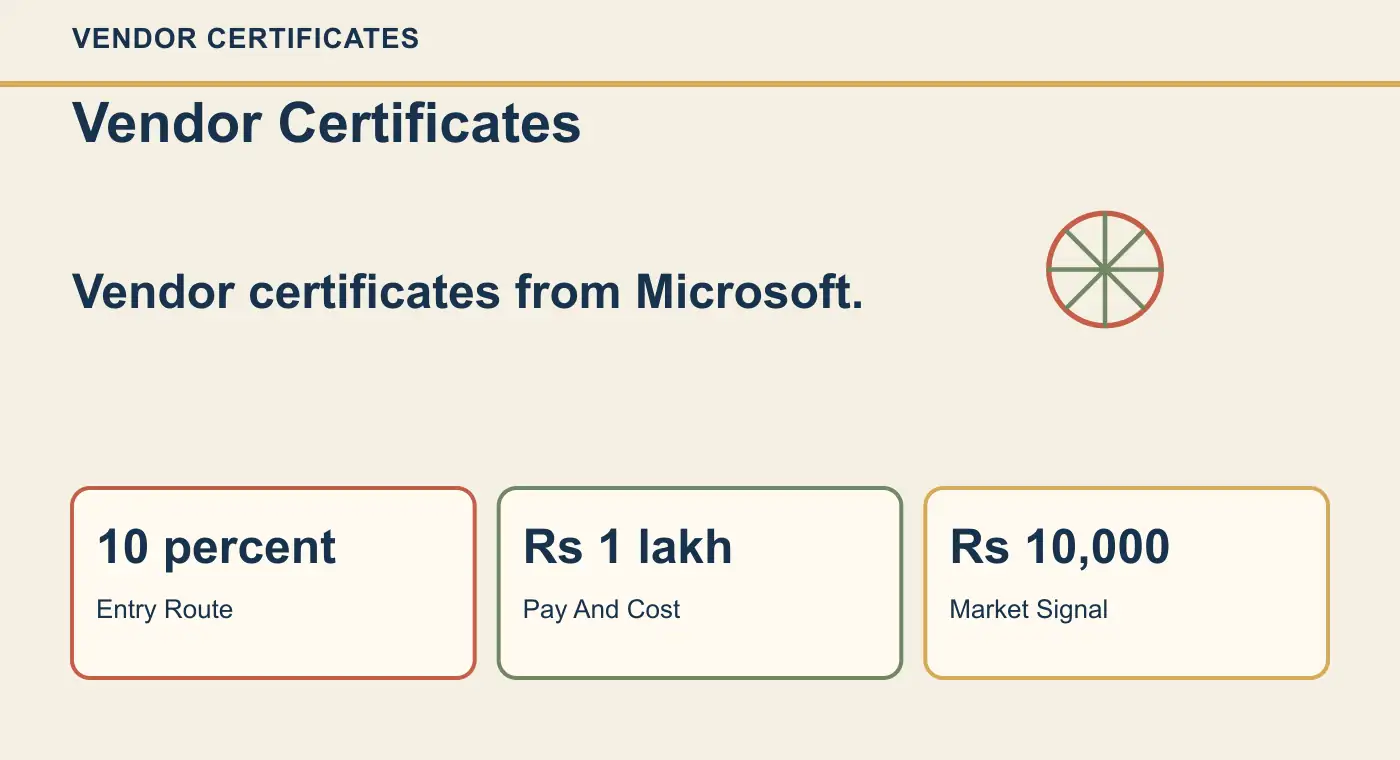 VENDOR CERTIFICATES
Vendor Certificates
Vendor certificates from Microsoft.
10 percent
Entry Route
Rs 1 lakh
Pay And Cost
Rs 10,000
Market Signal